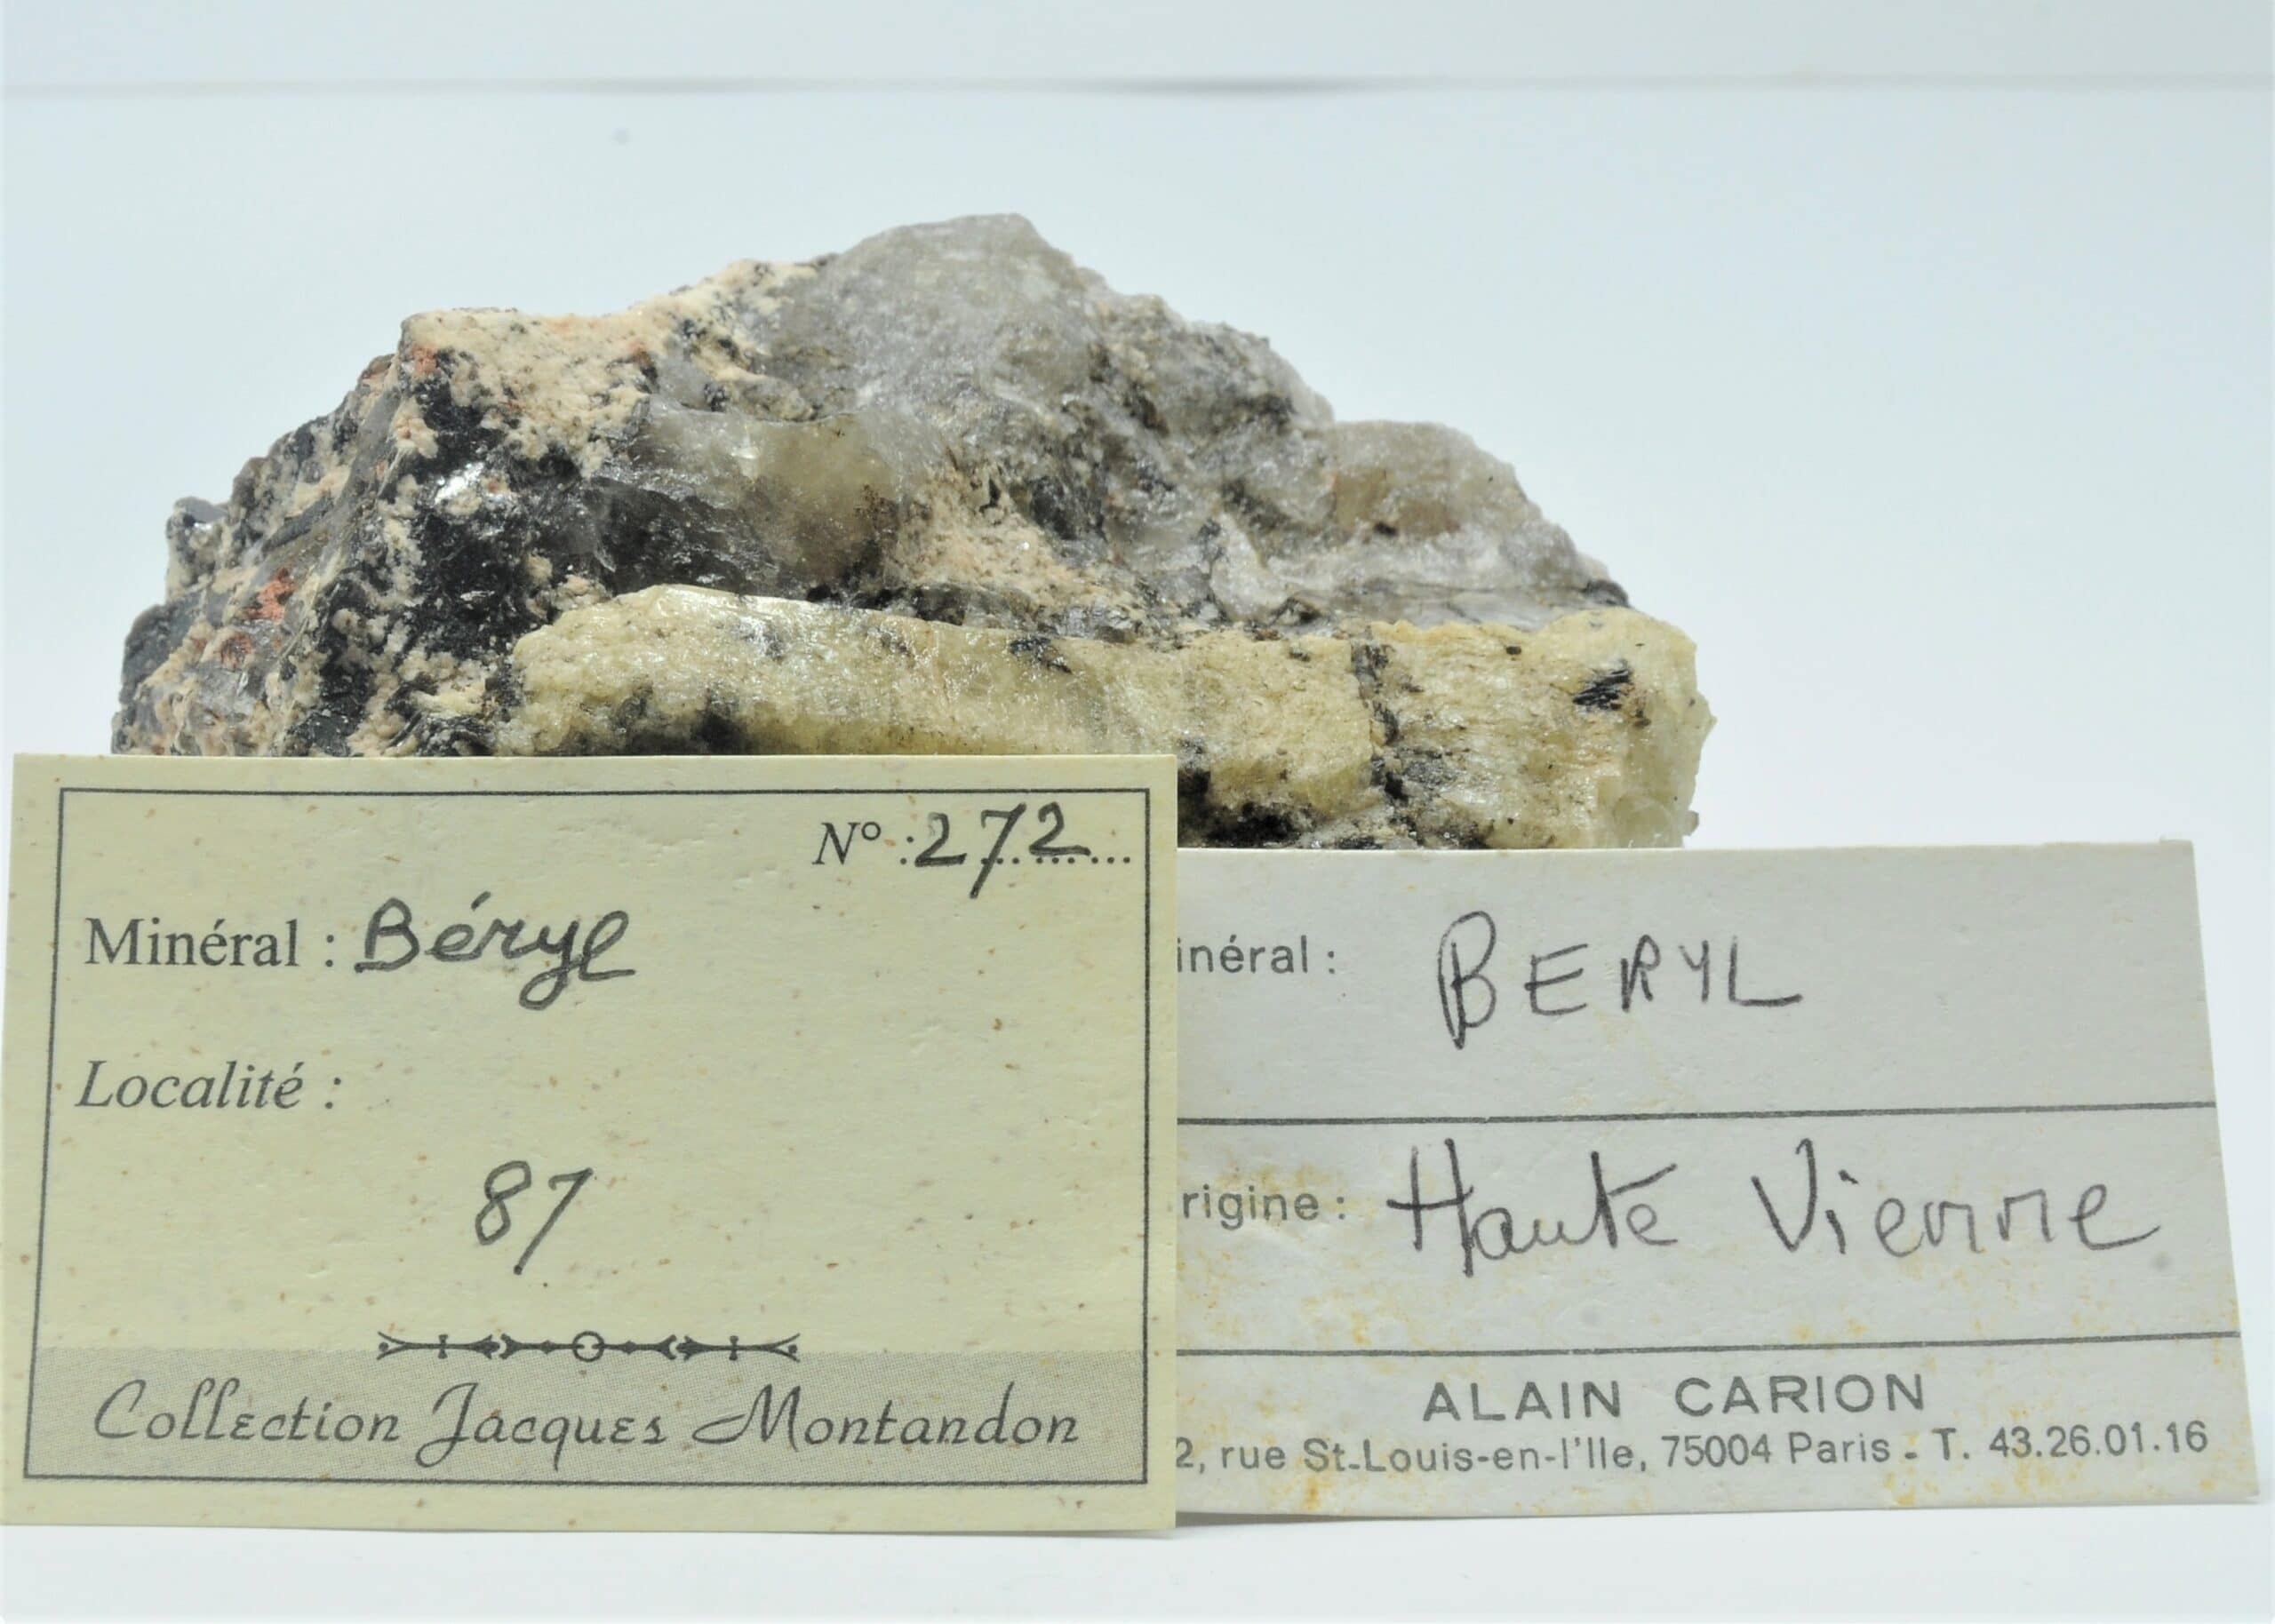 N° : 272
Minéral : Béryl
Localité :
87
Collection Jacques Montandon
inéral : BERYL
rigine : Haute Vienne
ALAIN CARION
2, rue St-Louis-en-l'Ile, 75004 Paris - T. 43.26.01.16